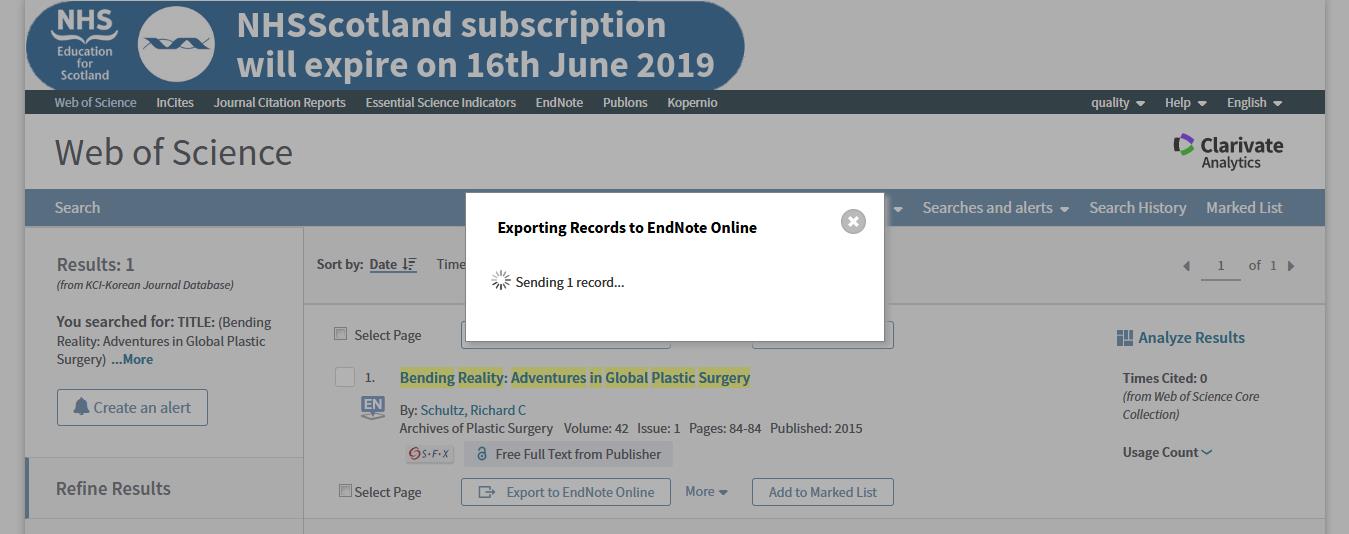 NHS
Education
for
Scotland
NHSScotland subscription
will expire on 16th June 2019
Web of Science InCites Journal Citation Reports Essential Science Indicators EndNote Publons Kopernio quality Help English
Web of Science
Clarivate
Analytics
Search Searches and alerts Search History Marked List
Exporting Records to EndNote Online
Sending 1 record...
Results: 1
(from KCI-Korean Journal Database)
You searched for: TITLE: (Bending
Reality: Adventures in Global Plastic
Surgery) ...More
Create an alert
Refine Results
Sort by: Date Time
1 of 1
Select Page
1. Bending Reality: Adventures in Global Plastic Surgery
EN
By: Schultz, Richard C
Archives of Plastic Surgery Volume: 42 Issue: 1 Pages: 84-84 Published: 2015
S·F·X Free Full Text from Publisher
Select Page Export to EndNote Online More Add to Marked List
Analyze Results
Times Cited: 0
(from Web of Science Core
Collection)
Usage Count